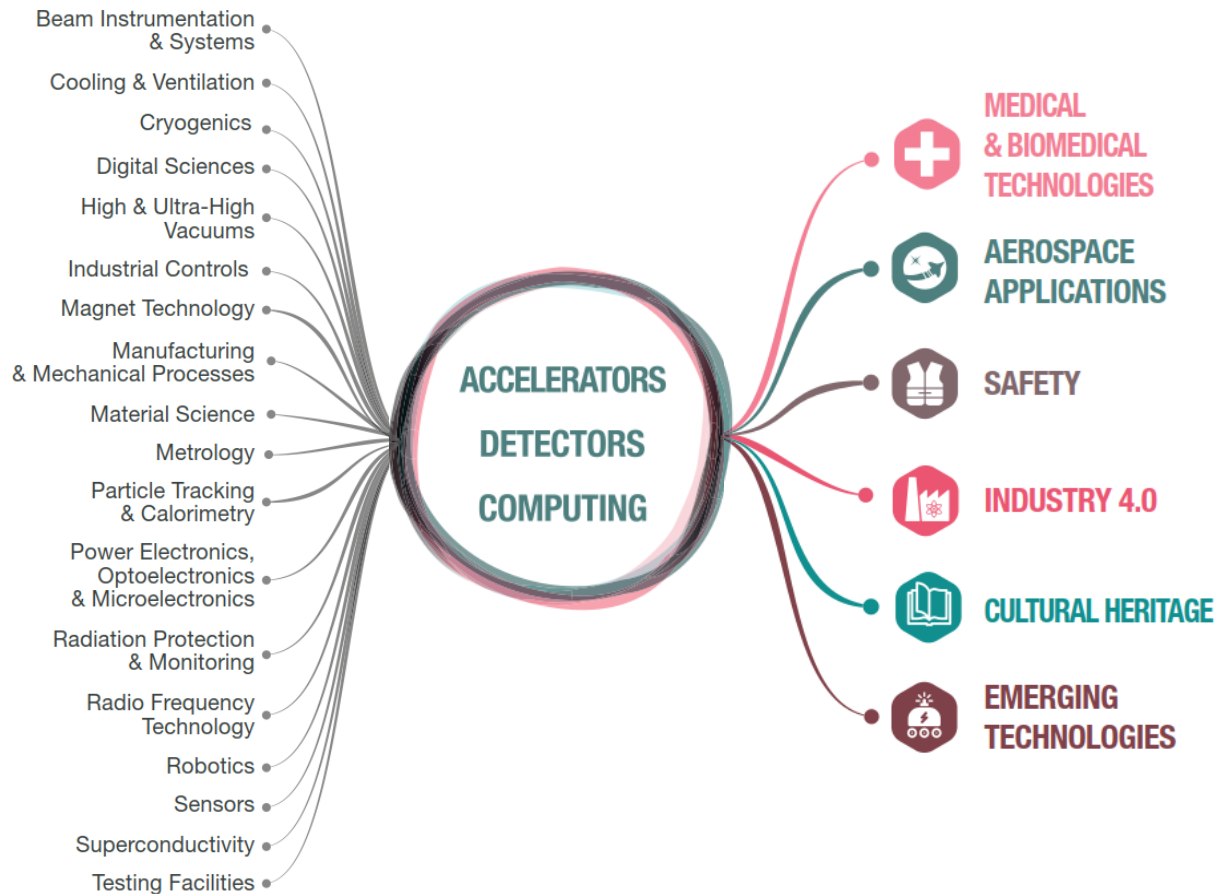 Beam Instrumentation
& Systems
Cooling & Ventilation
Cryogenics
Digital Sciences
High & Ultra-High
Vacuums
Industrial Controls
Magnet Technology
Manufacturing
& Mechanical Processes
Material Science
Metrology
Particle Tracking
& Calorimetry
Power Electronics,
Optoelectronics
& Microelectronics
Radiation Protection
& Monitoring
Radio Frequency
Technology
Robotics
Sensors
Superconductivity
Testing Facilities
ACCELERATORS
DETECTORS
COMPUTING
MEDICAL
& BIOMEDICAL
TECHNOLOGIES
AEROSPACE
APPLICATIONS
SAFETY
INDUSTRY 4.0
CULTURAL HERITAGE
EMERGING
TECHNOLOGIES